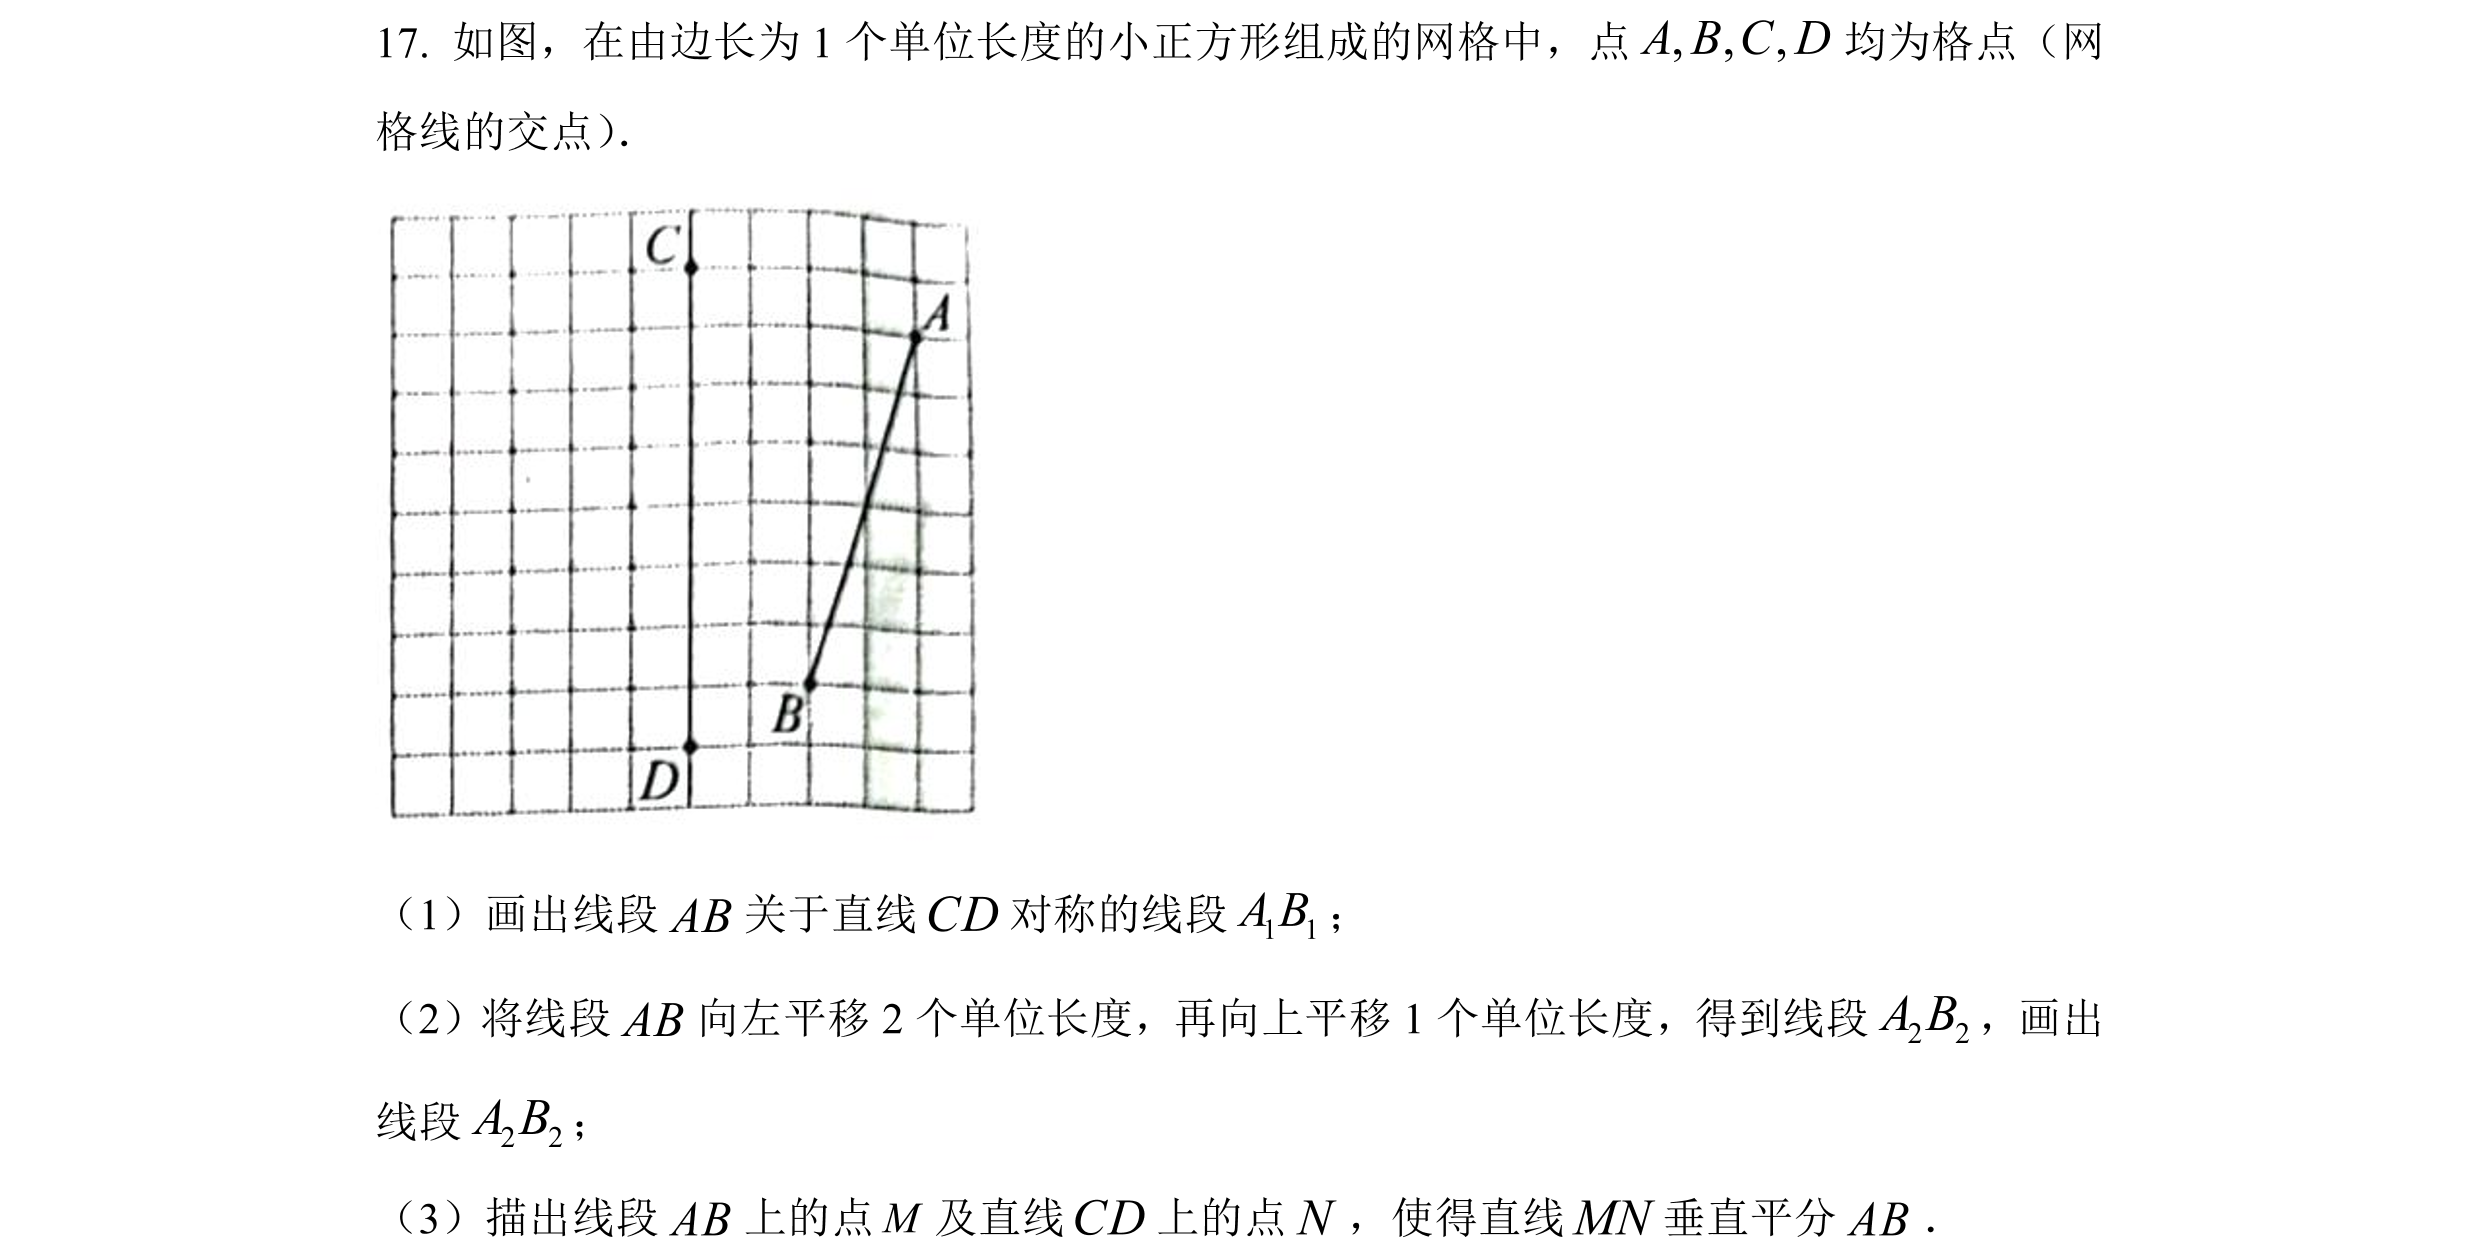 17. 如图，在由边长为 1 个单位长度的小正方形组成的网格中，点 A, B, C, D 均为格点（网
格线的交点）.
C
A
B
D
（1）画出线段 AB 关于直线 CD 对称的线段 A₁B₁；
（2）将线段 AB 向左平移 2 个单位长度，再向上平移 1 个单位长度，得到线段 A₂B₂，画出
线段 A₂B₂；
（3）描出线段 AB 上的点 M 及直线 CD 上的点 N，使得直线 MN 垂直平分 AB．